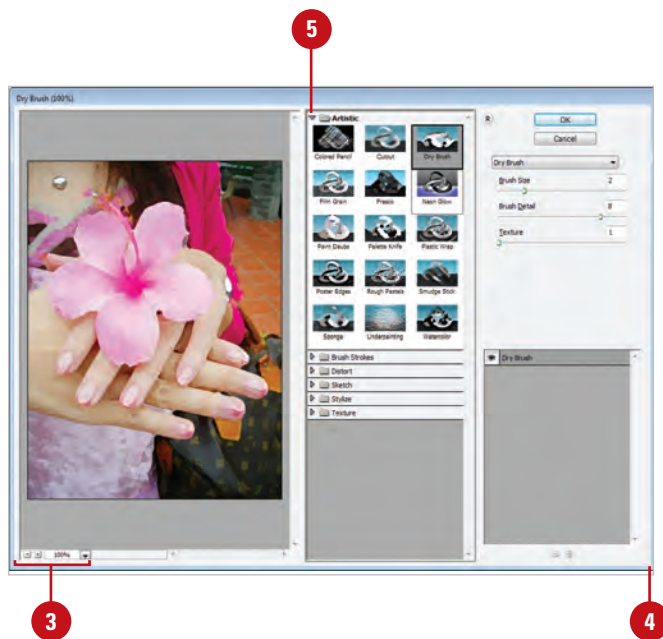 5
Dry Brush (100%)
Artistic
Colored Pencil
Cutout
Dry Brush
Film Grain
Fresco
Neon Glow
Paint Daubs
Palette Knife
Plastic Wrap
Poster Edges
Rough Pastels
Smudge Stick
Sponge
Underpainting
Watercolor
Brush Strokes
Distort
Sketch
Stylize
Texture
OK
Cancel
Dry Brush
Brush Size 2
Brush Detail 8
Texture 1
Dry Brush
100%
3
4